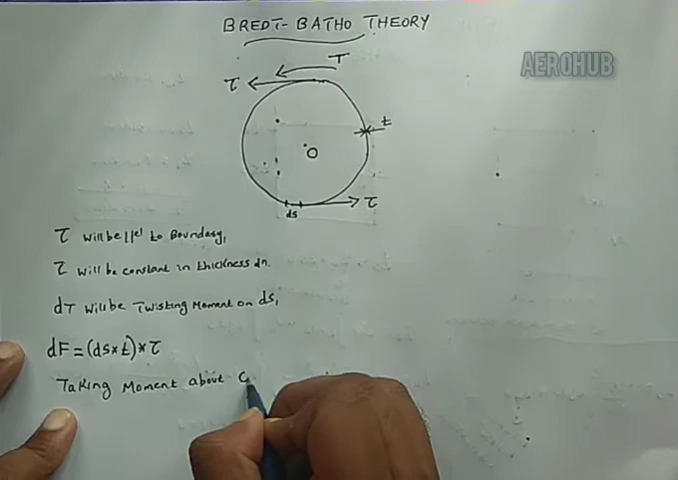 BREDT-BATHO THEORY
AEROHUB
T
τ
t
O
τ
ds
τ will be ||el to Boundary,
τ will be constant in thickness dn.
dT will be Twisting Moment on ds,
dF = (ds×t)*τ
Taking Moment about